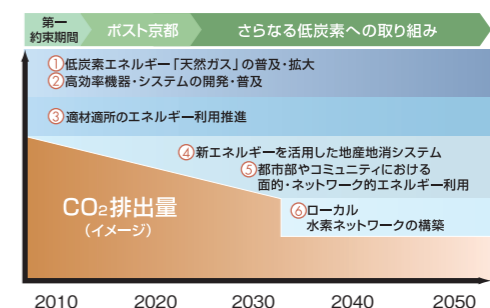 第一
約束期間
ポスト京都
さらなる低炭素への取り組み
①低炭素エネルギー「天然ガス」の普及・拡大
②高効率機器・システムの開発・普及
③適材適所のエネルギー利用推進
④新エネルギーを活用した地産地消システム
⑤都市部やコミュニティにおける
面的・ネットワーク的エネルギー利用
CO₂排出量
（イメージ）
⑥ローカル
水素ネットワークの構築
2010 2020 2030 2040 2050